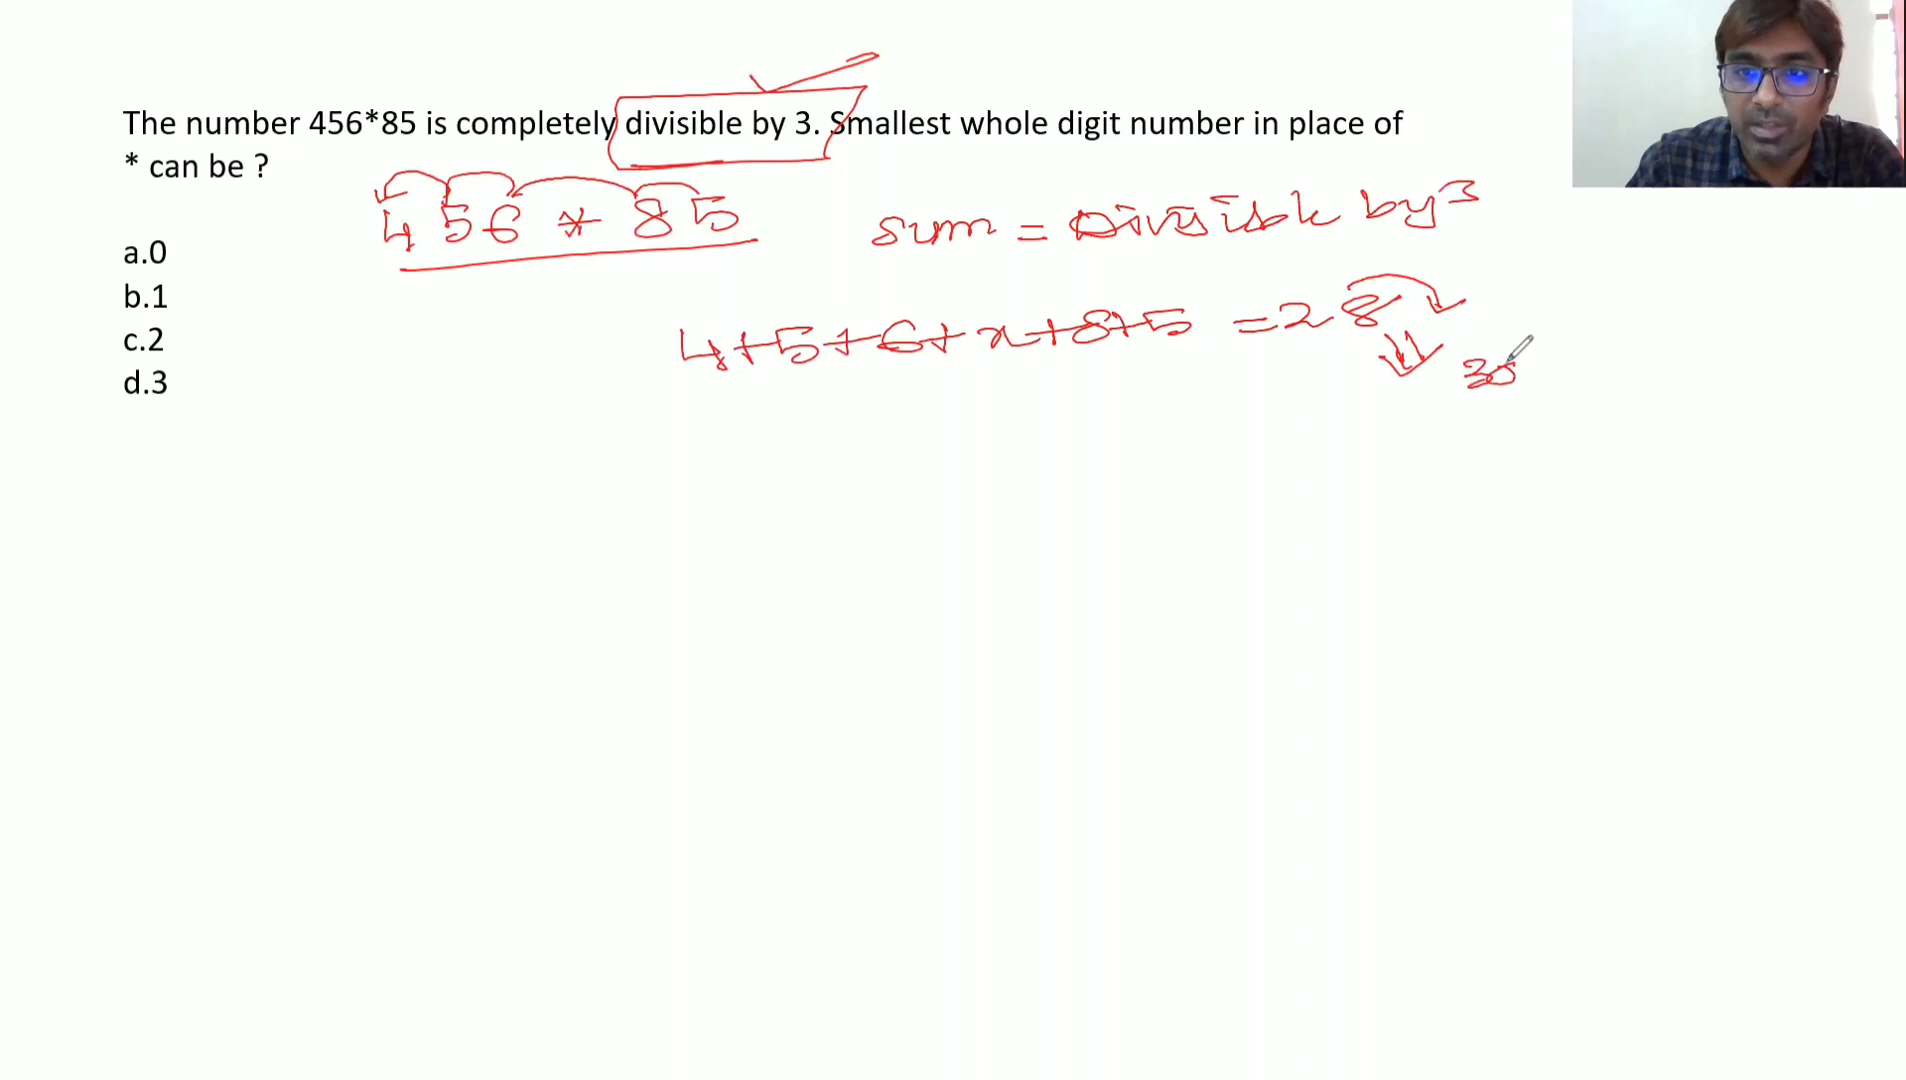 The number 456*85 is completely divisible by 3. Smallest whole digit number in place of
* can be ?
456 * 85
sum = Divisible by 3
a.0
b.1
4+5+6+x+8+5 = 28
c.2
30
d.3